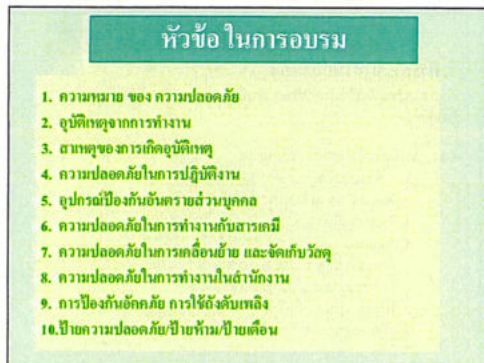 หัวข้อ ในการอบรม
1. ความหมาย ของ ความปลอดภัย
2. อุบัติเหตุจากการทำงาน
3. สาเหตุของการเกิดอุบัติเหตุ
4. ความปลอดภัยในการปฏิบัติงาน
5. อุปกรณ์ป้องกันอันตรายส่วนบุคคล
6. ความปลอดภัยในการทำงานกับสารเคมี
7. ความปลอดภัยในการเคลื่อนย้าย และจัดเก็บวัสดุ
8. ความปลอดภัยในการทำงานในสำนักงาน
9. การป้องกันอัคคภัย การใช้ถังดับเพลิง
10.ป้ายความปลอดภัย/ป้ายห้าม/ป้ายเตือน